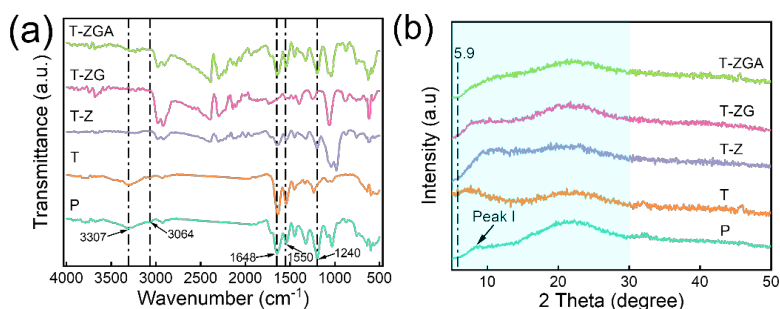 (a)
Transmittance (a.u.)
T-ZGA
T-ZG
T-Z
T
P
3307
3064
1648
1550
1240
4000 3500 3000 2500 2000 1500 1000 500
Wavenumber (cm⁻¹)
(b)
Intensity (a.u)
5.9
T-ZGA
T-ZG
T-Z
T
Peak I
P
10 20 30 40 50
2 Theta (degree)